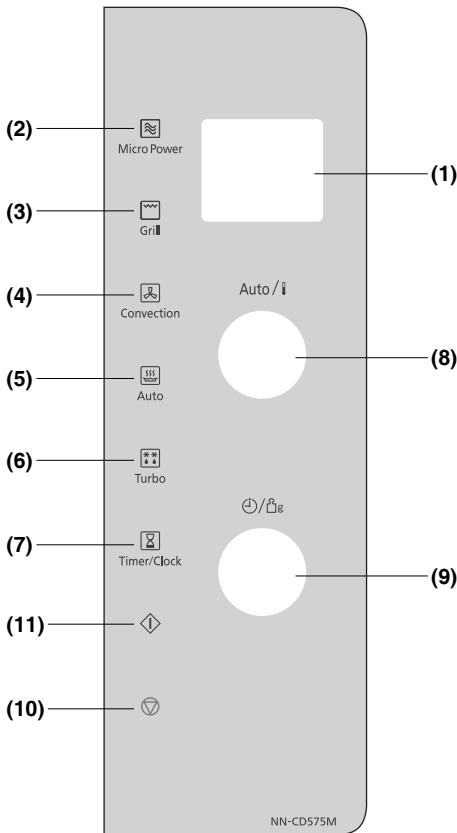 (2)
Micro Power
(1)
(3)
Grill
(4)
Convection
Auto /
(8)
(5)
Auto
(6)
Turbo
/ g
(7)
Timer/Clock
(9)
(11)
(10)
NN-CD575M